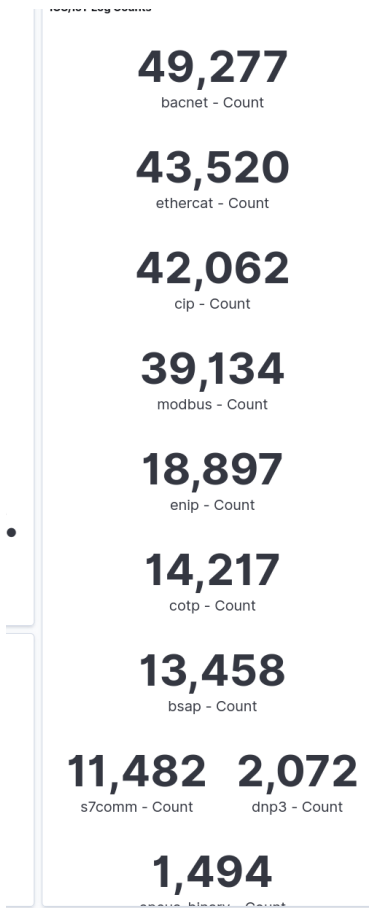 49,277
bacnet - Count
43,520
ethercat - Count
42,062
cip - Count
39,134
modbus - Count
18,897
enip - Count
14,217
cotp - Count
13,458
bsap - Count
11,482 2,072
s7comm - Count dnp3 - Count
1,494